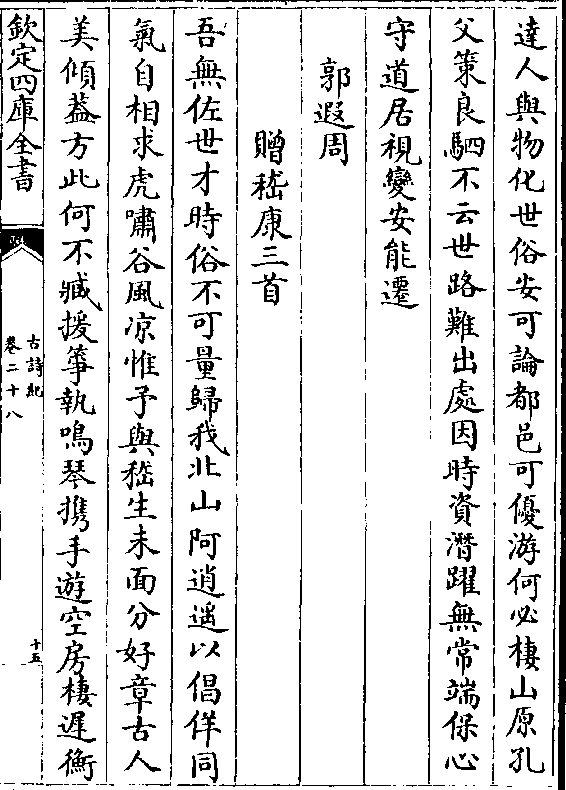 達人與物化世俗安可論都邑可優游何必棲山原孔
父策良駟不云世路難出處因時資濳躍無常端保心
守道居視變安能遷
郭遐周
贈嵇康三首
吾無佐世才時俗不可量歸我北山阿逍遥以倡佯同
氣自相求虎嘯谷風凉惟予與嵇生未面分好章古人
美傾葢方此何不臧援筝執鳴琴携手遊空房棲遲衡
欽定四庫全書
古詩紀
卷二十八
十五